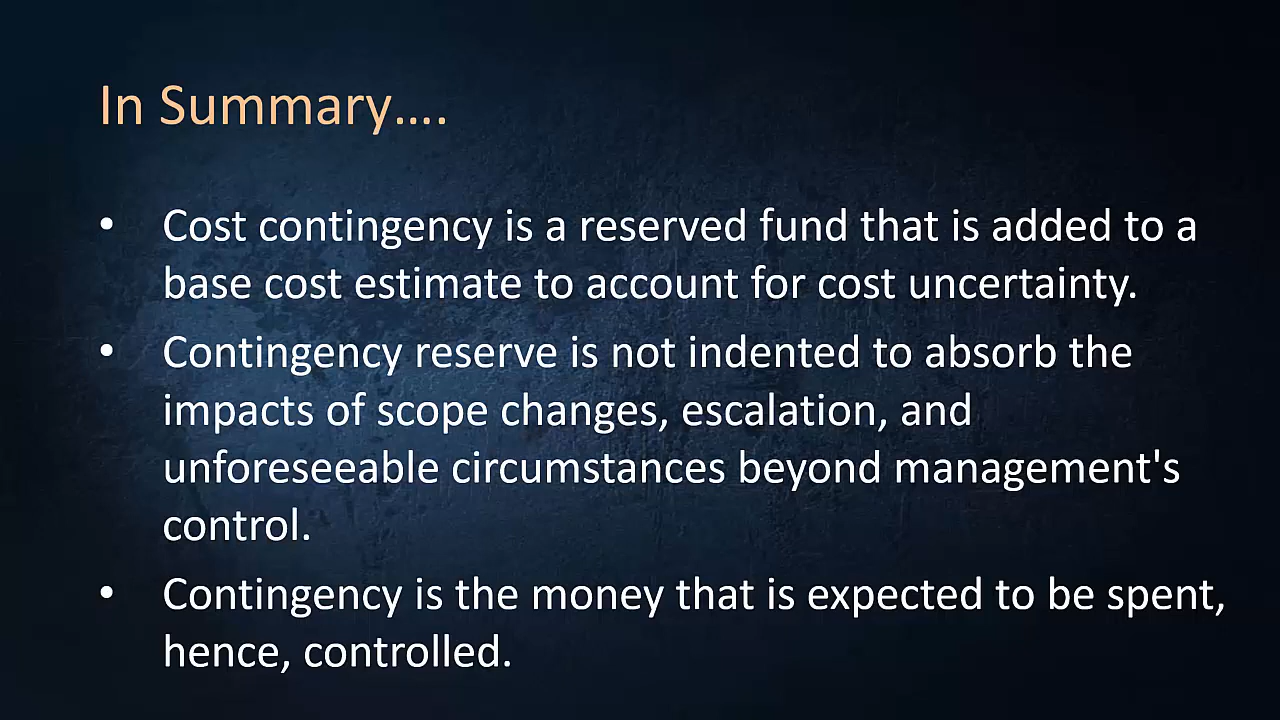 In Summary....
• Cost contingency is a reserved fund that is added to a
base cost estimate to account for cost uncertainty.
• Contingency reserve is not indented to absorb the
impacts of scope changes, escalation, and
unforeseeable circumstances beyond management's
control.
• Contingency is the money that is expected to be spent,
hence, controlled.